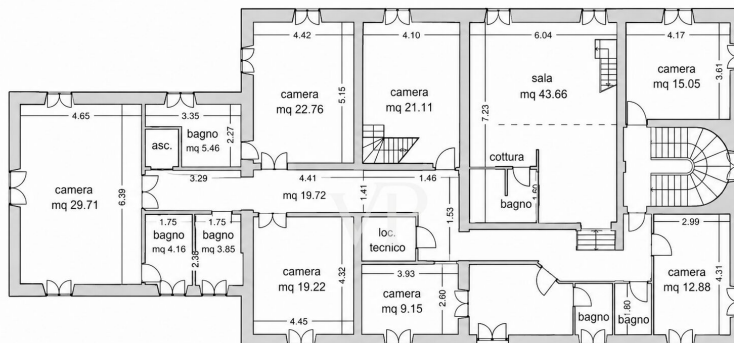 4.42
4.10
6.04
4.17
camera
mq 22.76
5.15
camera
mq 21.11
sala
mq 43.66
7.23
camera
mq 15.05
3.61
4.65
3.35
bagno
mq 5.46
2.27
asc.
camera
mq 29.71
6.39
3.29
4.41
1.46
mq 19.72
1.41
cottura
bagno
1.60
1.53
1.75
bagno
mq 4.16
1.75
bagno
mq 3.85
2.38
camera
mq 19.22
4.32
4.45
loc.
tecnico
3.93
camera
mq 9.15
2.60
2.99
camera
mq 12.88
4.31
bagno
bagno
1.80
VP